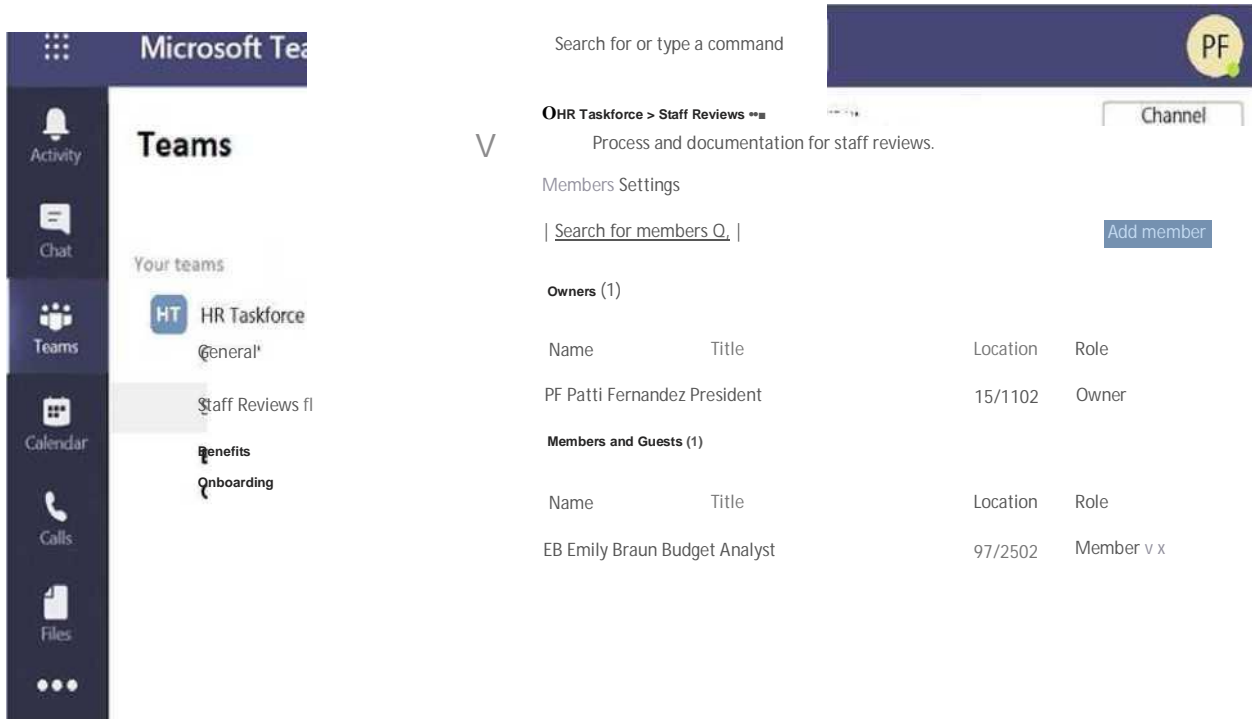 Microsoft Tea
Search for or type a command
PF
Activity
Chat
Teams
Calendar
Calls
Files
Teams
V
Your teams
HT HR Taskforce
General
Staff Reviews fl
Benefits
Onboarding
OHR Taskforce > Staff Reviews ••■
Channel
Process and documentation for staff reviews.
Members Settings
| Search for members Q, |
Add member
Owners (1)
Name Title Location Role
PF Patti Fernandez President 15/1102 Owner
Members and Guests (1)
Name Title Location Role
EB Emily Braun Budget Analyst 97/2502 Member v x